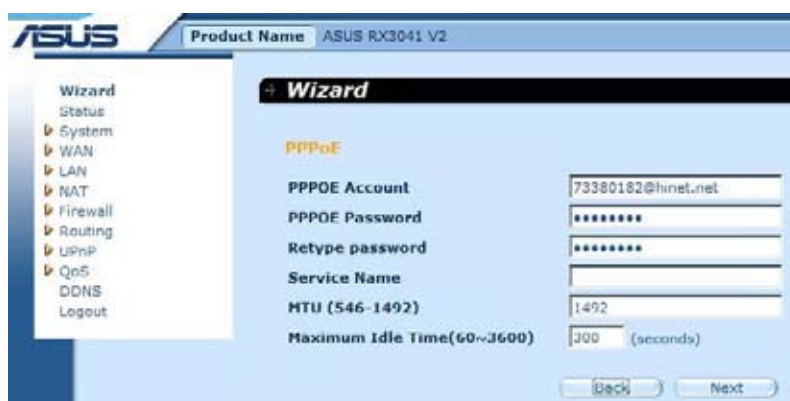 ASUS
Product Name ASUS RX3041 V2
Wizard
Status
System
WAN
LAN
NAT
Firewall
Routing
UPnP
QoS
DDNS
Logout
Wizard
PPPoE
PPPOE Account 73380182@hinet.net
PPPOE Password ••••••••
Retype password ••••••••
Service Name
MTU (546-1492) 1492
Maximum Idle Time(60~3600) 300 (seconds)
Back Next